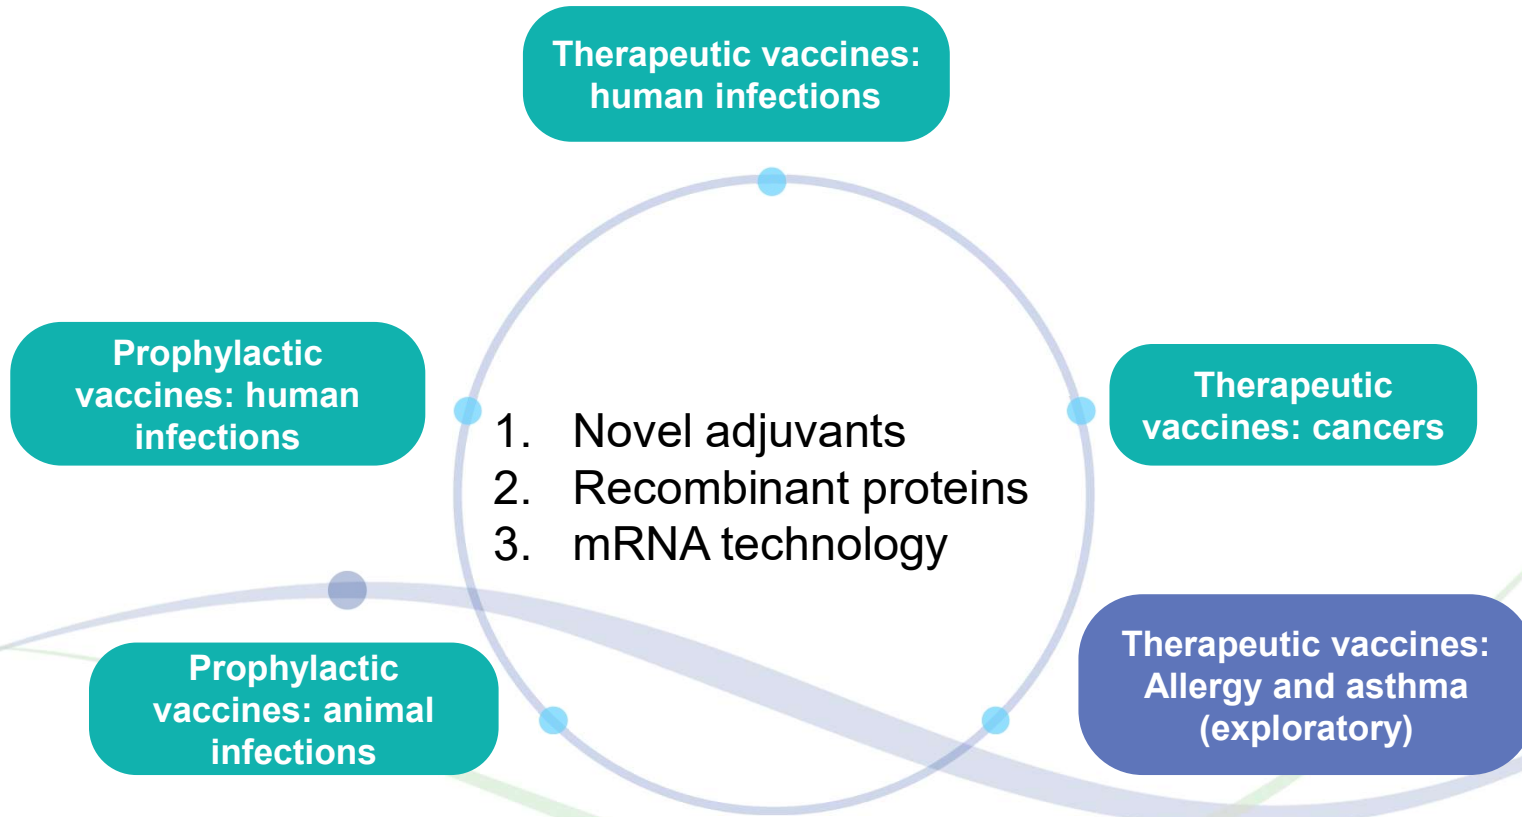 Therapeutic vaccines:
human infections
Prophylactic
vaccines: human
infections
Therapeutic
vaccines: cancers
1. Novel adjuvants
2. Recombinant proteins
3. mRNA technology
Prophylactic
vaccines: animal
infections
Therapeutic vaccines:
Allergy and asthma
(exploratory)